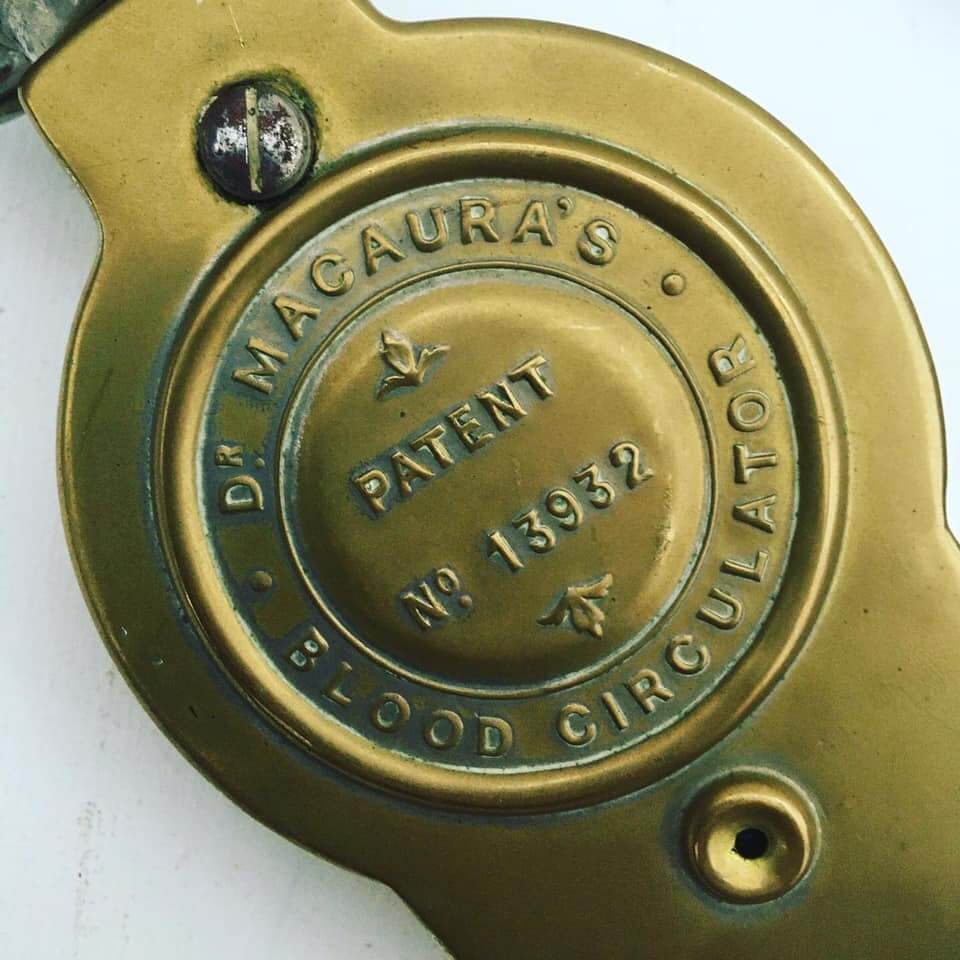 Dr. MACAURA'S
BLOOD CIRCULATOR
PATENT
No. 13932